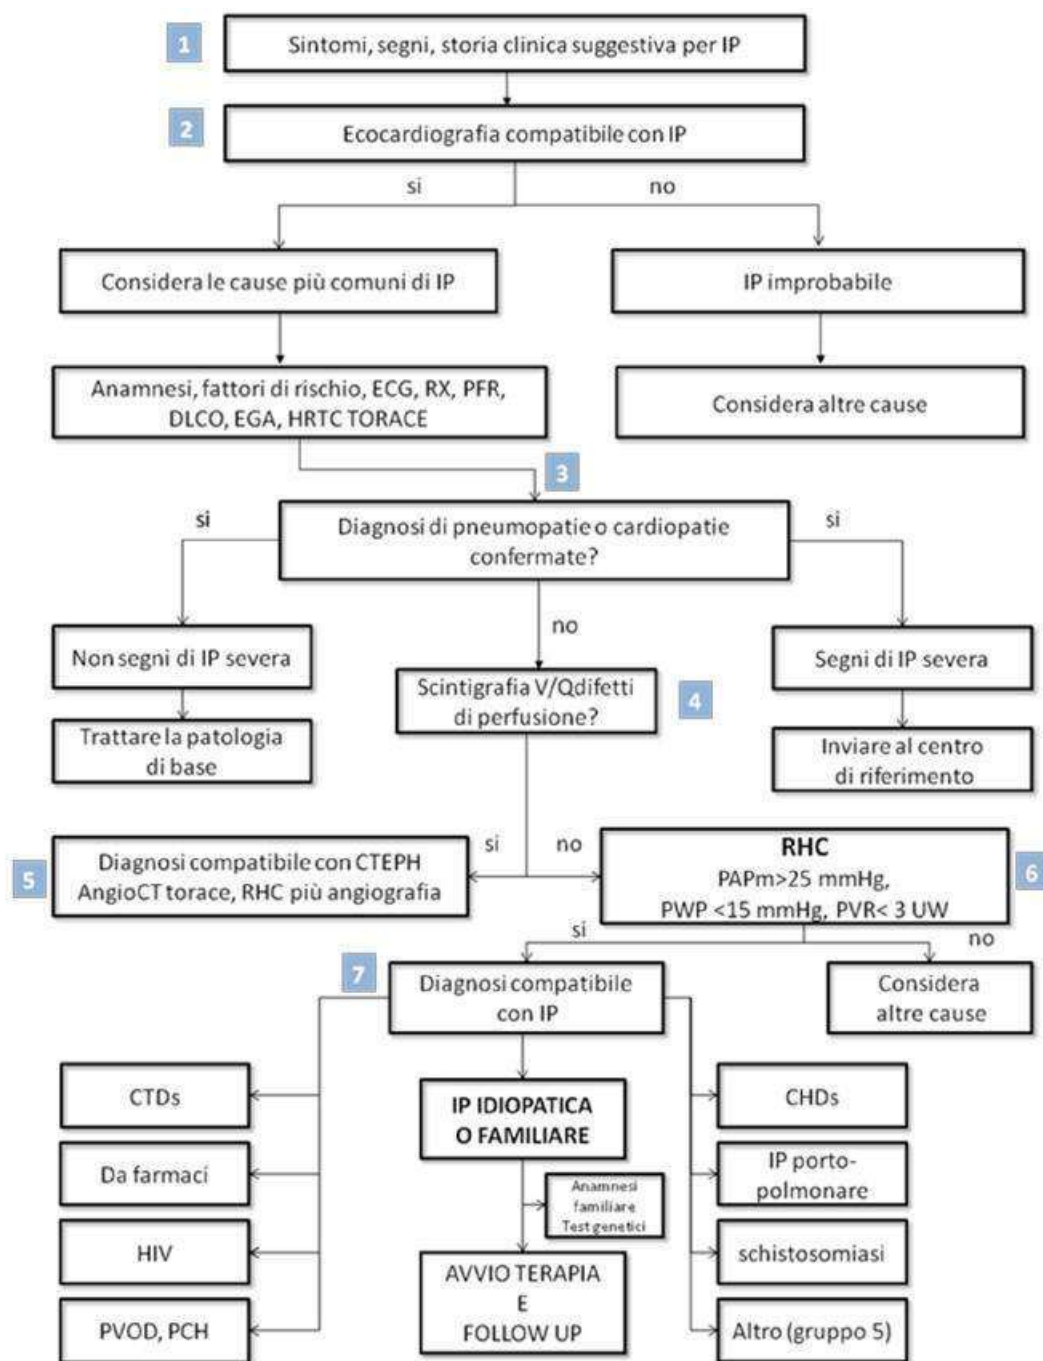 1
Sintomi, segni, storia clinica suggestiva per IP
2
Ecocardiografia compatibile con IP
si
no
Considera le cause più comuni di IP
IP improbabile
Anamnesi, fattori di rischio, ECG, RX, PFR,
DLCO, EGA, HRTC TORACE
Considera altre cause
3
si
Diagnosi di pneumopatie o cardiopatie
confermate?
si
no
Non segni di IP severa
Segni di IP severa
Scintigrafia V/Qdifetti
di perfusione?
4
Trattare la patologia
di base
Inviare al centro
di riferimento
5
Diagnosi compatibile con CTEPH
AngioCT torace, RHC più angiografia
si
no
RHC
PAPm>25 mmHg,
PWP <15 mmHg, PVR< 3 UW
6
si
no
7
Diagnosi compatibile
con IP
Considera
altre cause
CTDs
IP IDIOPATICA
O FAMILIARE
CHDs
Da farmaci
Anamnesi
familiare
Test genetici
IP porto-
polmonare
HIV
AVVIO TERAPIA
E
FOLLOW UP
schistosomiasi
PVOD, PCH
Altro (gruppo 5)